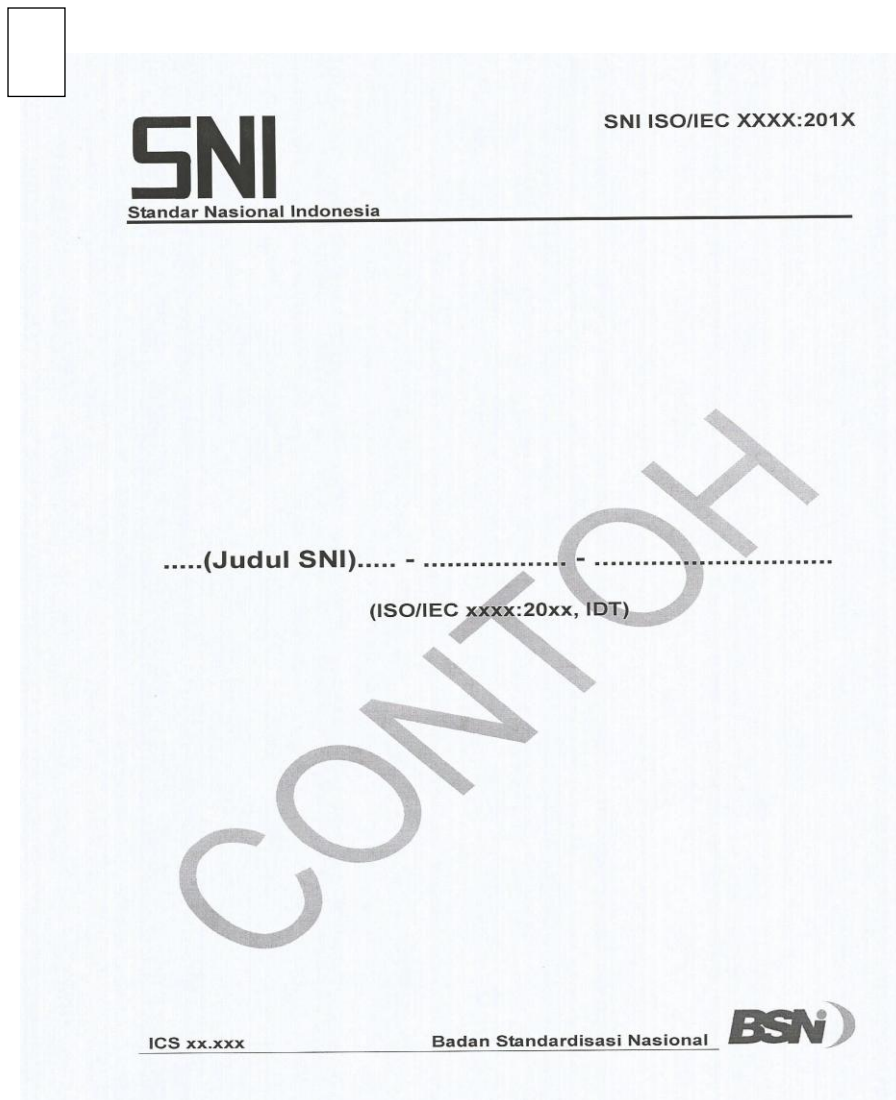 SNI ISO/IEC XXXX:201X
SNI
Standar Nasional Indonesia
.....(Judul SNI)..... - ................. - .............................
(ISO/IEC xxxx:20xx, IDT)
CONTOH
ICS xx.xxx
Badan Standardisasi Nasional
BSNi